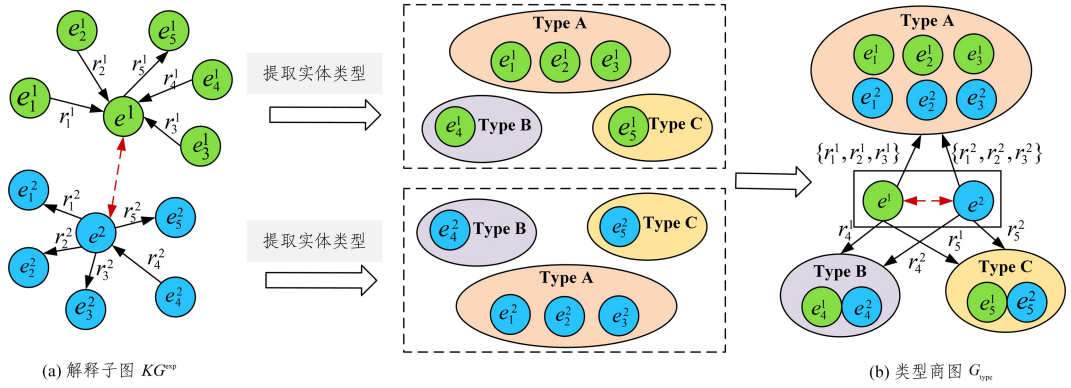 e_2^1
e_5^1
r_2^1
r_5^1
e_4^1
r_4^1
e_1^1
r_1^1
e^1
r_3^1
e_3^1
e_1^2
r_1^2
r_5^2
e_5^2
e^2
r_2^2
e_2^2
r_3^2
r_4^2
e_3^2
e_4^2
(a) 解释子图 KG^exp
提取实体类型
提取实体类型
Type A
e_1^1 e_2^1 e_3^1
e_4^1 Type B
e_5^1 Type C
e_4^2 Type B
e_5^2 Type C
Type A
e_1^2 e_2^2 e_3^2
Type A
e_1^1 e_2^1 e_3^1
e_1^2 e_2^2 e_3^2
{r_1^1, r_2^1, r_3^1} {r_1^2, r_2^2, r_3^2}
e^1 e^2
r_4^1 r_4^2 r_5^1 r_5^2
Type B
e_4^1 e_4^2
Type C
e_5^1 e_5^2
(b) 类型商图 G_type